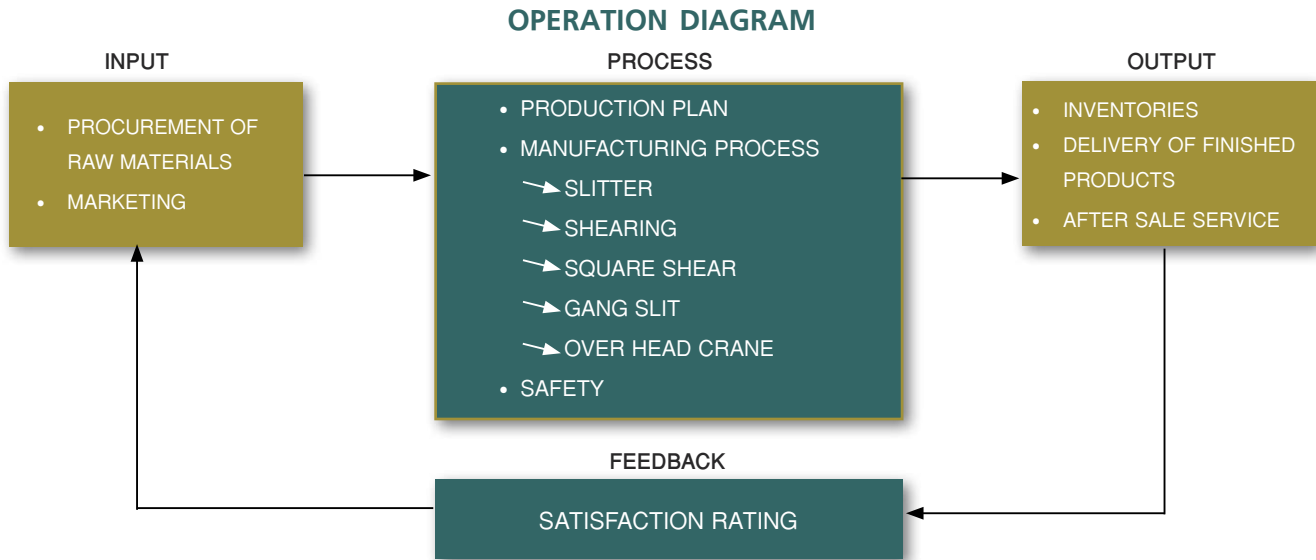 OPERATION DIAGRAM
INPUT
• PROCUREMENT OF
RAW MATERIALS
• MARKETING
PROCESS
• PRODUCTION PLAN
• MANUFACTURING PROCESS
SLITTER
SHEARING
SQUARE SHEAR
GANG SLIT
OVER HEAD CRANE
• SAFETY
OUTPUT
• INVENTORIES
• DELIVERY OF FINISHED
PRODUCTS
• AFTER SALE SERVICE
FEEDBACK
SATISFACTION RATING